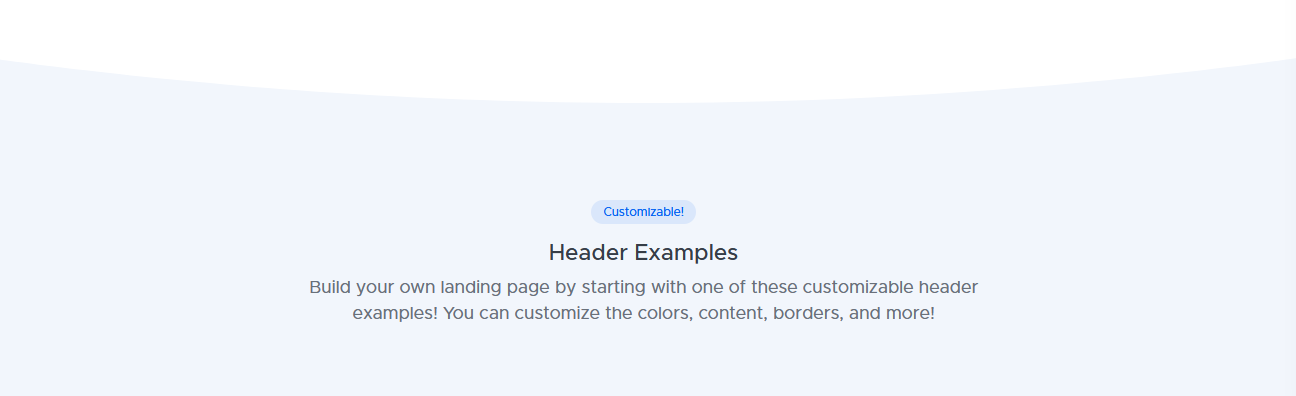 Customizable!
Header Examples
Build your own landing page by starting with one of these customizable header
examples! You can customize the colors, content, borders, and more!